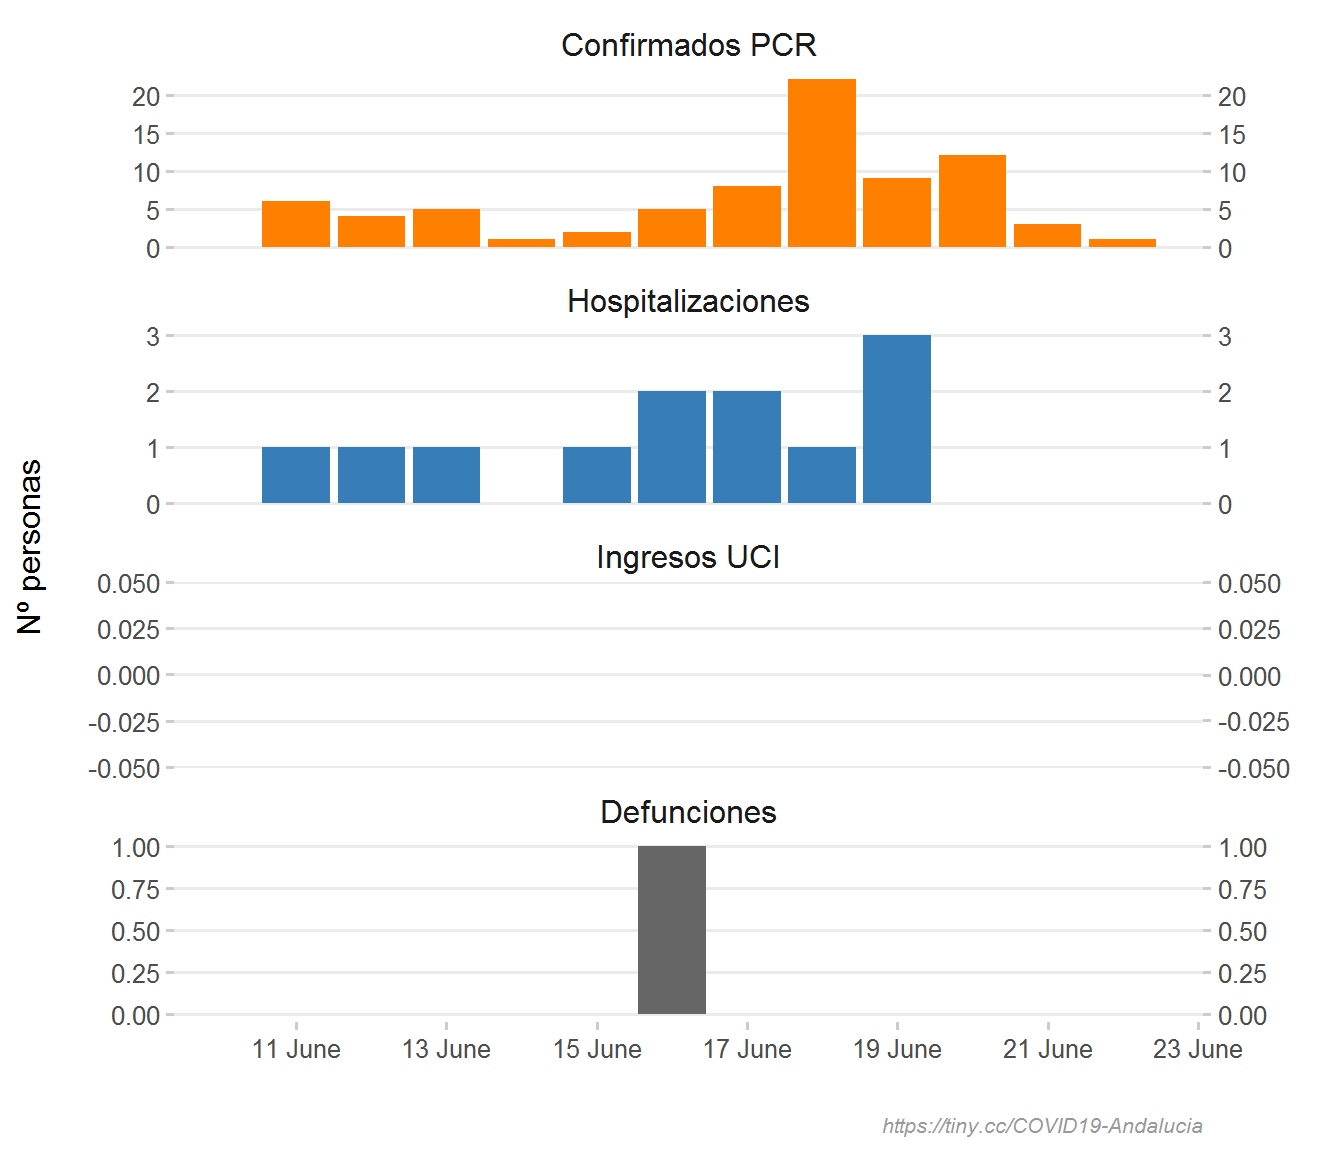 Confirmados PCR
20 20
15 15
10 10
5 5
0 0
Hospitalizaciones
3 3
2 2
1 1
0 0
Nº personas
Ingresos UCI
0.050 0.050
0.025 0.025
0.000 0.000
-0.025 -0.025
-0.050 -0.050
Defunciones
1.00 1.00
0.75 0.75
0.50 0.50
0.25 0.25
0.00 0.00
11 June 13 June 15 June 17 June 19 June 21 June 23 June
https://tiny.cc/COVID19-Andalucia